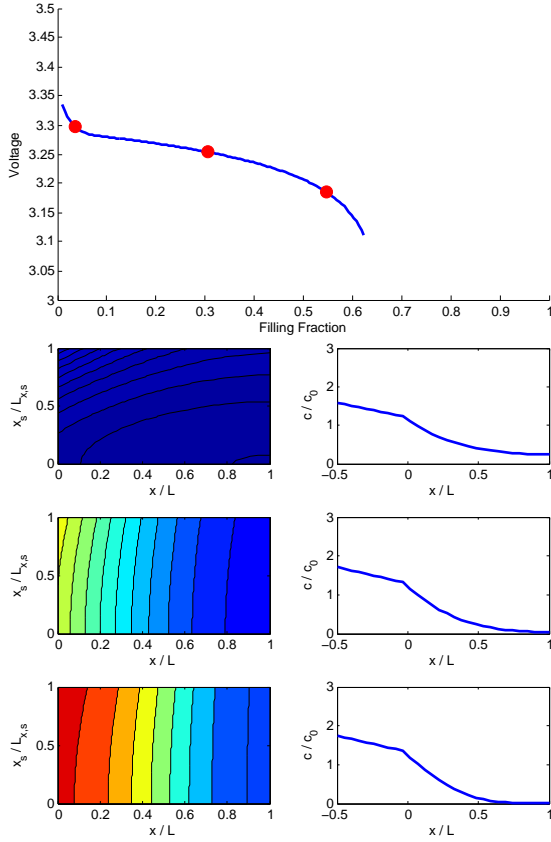 3.5
3.45
3.4
3.35
3.3
3.25
3.2
3.15
3.1
3.05
3
Voltage
0 0.1 0.2 0.3 0.4 0.5 0.6 0.7 0.8 0.9 1
Filling Fraction
1
0.5
0
x_s / L_{x,s}
0 0.2 0.4 0.6 0.8 1
x / L
3
2
1
0
c / c_0
−0.5 0 0.5 1
x / L
1
0.5
0
x_s / L_{x,s}
0 0.2 0.4 0.6 0.8 1
x / L
3
2
1
0
c / c_0
−0.5 0 0.5 1
x / L
1
0.5
0
x_s / L_{x,s}
0 0.2 0.4 0.6 0.8 1
x / L
3
2
1
0
c / c_0
−0.5 0 0.5 1
x / L